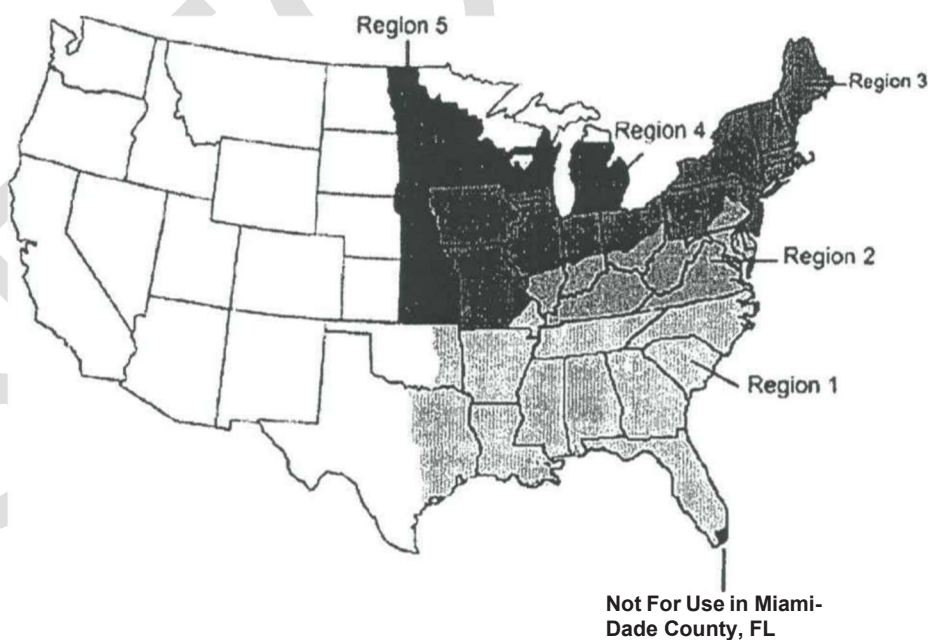 Region 5
Region 3
Region 4
Region 2
Region 1
Not For Use in Miami-
Dade County, FL